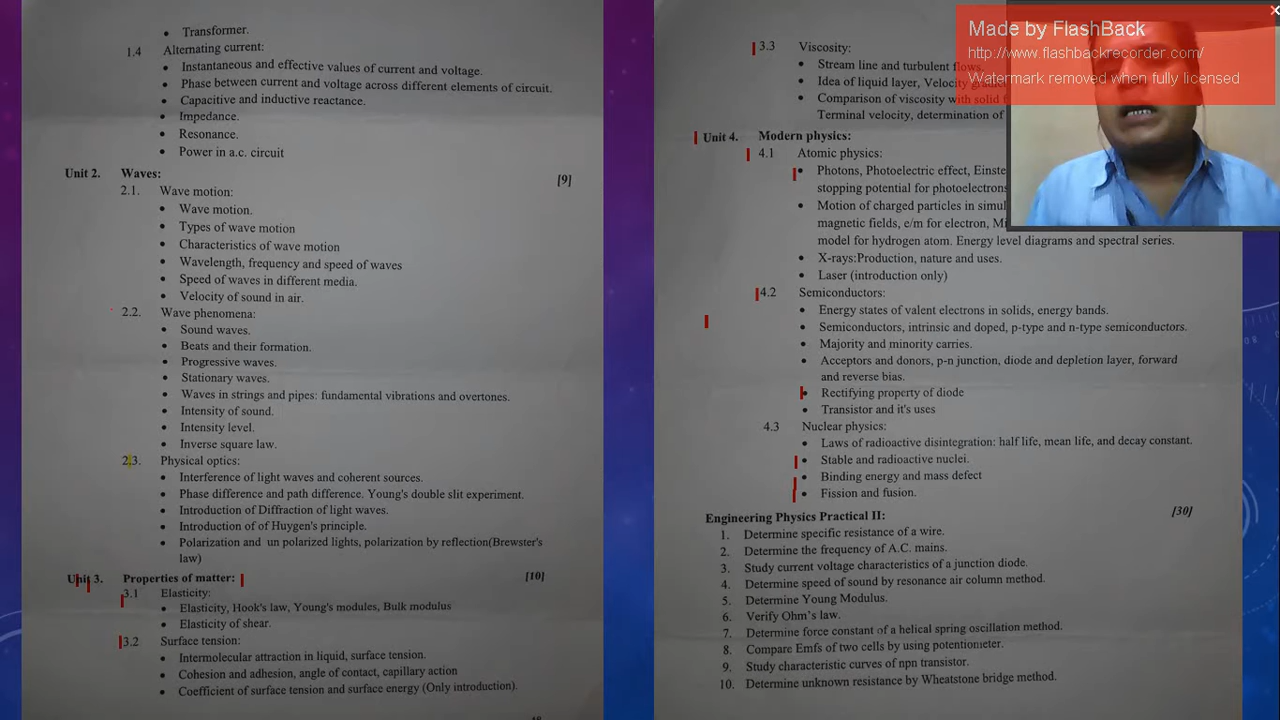 • Transformer.
1.4 Alternating current:
• Instantaneous and effective values of current and voltage.
• Phase between current and voltage across different elements of circuit.
• Capacitive and inductive reactance.
• Impedance.
• Resonance.
• Power in a.c. circuit
Unit 2. Waves: [9]
2.1. Wave motion:
• Wave motion.
• Types of wave motion
• Characteristics of wave motion
• Wavelength, frequency and speed of waves
• Speed of waves in different media.
• Velocity of sound in air.
2.2. Wave phenomena:
• Sound waves.
• Beats and their formation.
• Progressive waves.
• Stationary waves.
• Waves in strings and pipes: fundamental vibrations and overtones.
• Intensity of sound.
• Intensity level.
• Inverse square law.
2.3. Physical optics:
• Interference of light waves and coherent sources.
• Phase difference and path difference, Young's double slit experiment.
• Introduction of Diffraction of light waves.
• Introduction of of Huygen's principle.
• Polarization and un polarized lights, polarization by reflection(Brewster's
law)
Unit 3. Properties of matter: [10]
3.1 Elasticity:
• Elasticity, Hook's law, Young's modules, Bulk modulus
• Elasticity of shear.
3.2 Surface tension:
• Intermolecular attraction in liquid, surface tension.
• Cohesion and adhesion, angle of contact, capillary action
• Coefficient of surface tension and surface energy (Only introduction).
3.3 Viscosity:
• Stream line and turbulent flows.
• Idea of liquid layer, Velocity
• Comparison of viscosity with solid
Terminal velocity, determination of
Unit 4. Modern physics:
4.1 Atomic physics:
• Photons, Photoelectric effect,
stopping potential for photoelectrons
• Motion of charged particles in
magnetic fields, e/m for electron,
model for hydrogen atom. Energy level diagrams and spectral series.
• X-rays:Production, nature and uses.
• Laser (introduction only)
4.2 Semiconductors:
• Energy states of valent electrons in solids, energy bands.
• Semiconductors, intrinsic and doped, p-type and n-type semiconductors.
• Majority and minority carries.
• Acceptors and donors, p-n junction, diode and depletion layer, forward
and reverse bias.
• Rectifying property of diode
• Transistor and it's uses
4.3 Nuclear physics:
• Laws of radioactive disintegration: half life, mean life, and decay constant.
• Stable and radioactive nuclei.
• Binding energy and mass defect
• Fission and fusion.
Engineering Physics Practical II: [30]
1. Determine specific resistance of a wire.
2. Determine the frequency of A.C. mains.
3. Study current voltage characteristics of a junction diode.
4. Determine speed of sound by resonance air column method.
5. Determine Young Modulus.
6. Verify Ohm's law.
7. Determine force constant of a helical spring oscillation method.
8. Compare Emfs of two cells by using potentiometer.
9. Study characteristic curves of npn transistor.
10. Determine unknown resistance by Wheatstone bridge method.
Made by FlashBack
http://www.flashbackrecorder.com/
Watermark removed when fully licensed